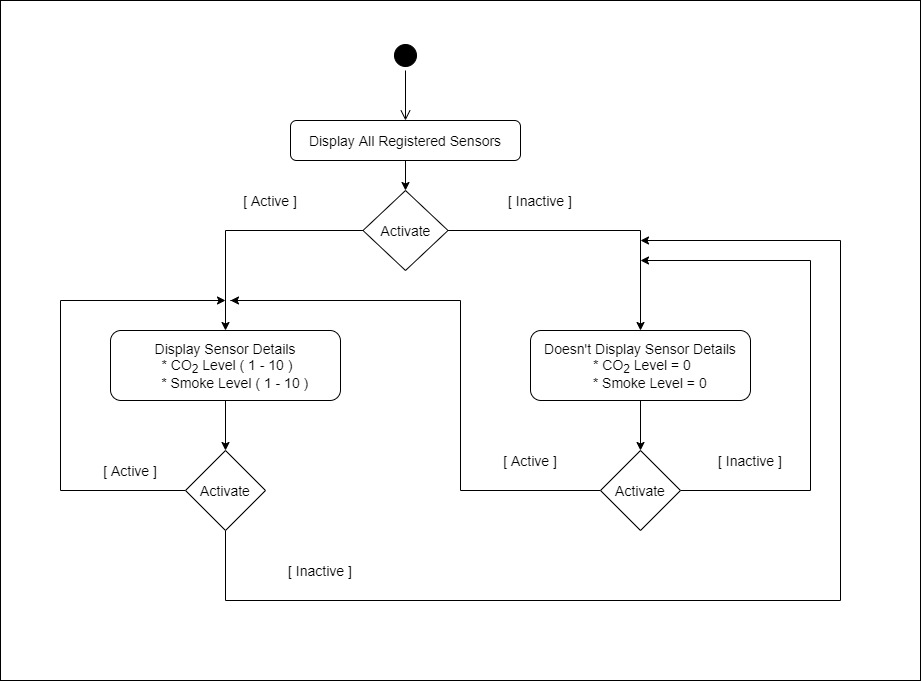 Display All Registered Sensors
[ Active ]
[ Inactive ]
Activate
Display Sensor Details
* CO2 Level ( 1 - 10 )
* Smoke Level ( 1 - 10 )
Doesn't Display Sensor Details
* CO2 Level = 0
* Smoke Level = 0
[ Active ]
Activate
[ Active ]
Activate
[ Inactive ]
[ Inactive ]